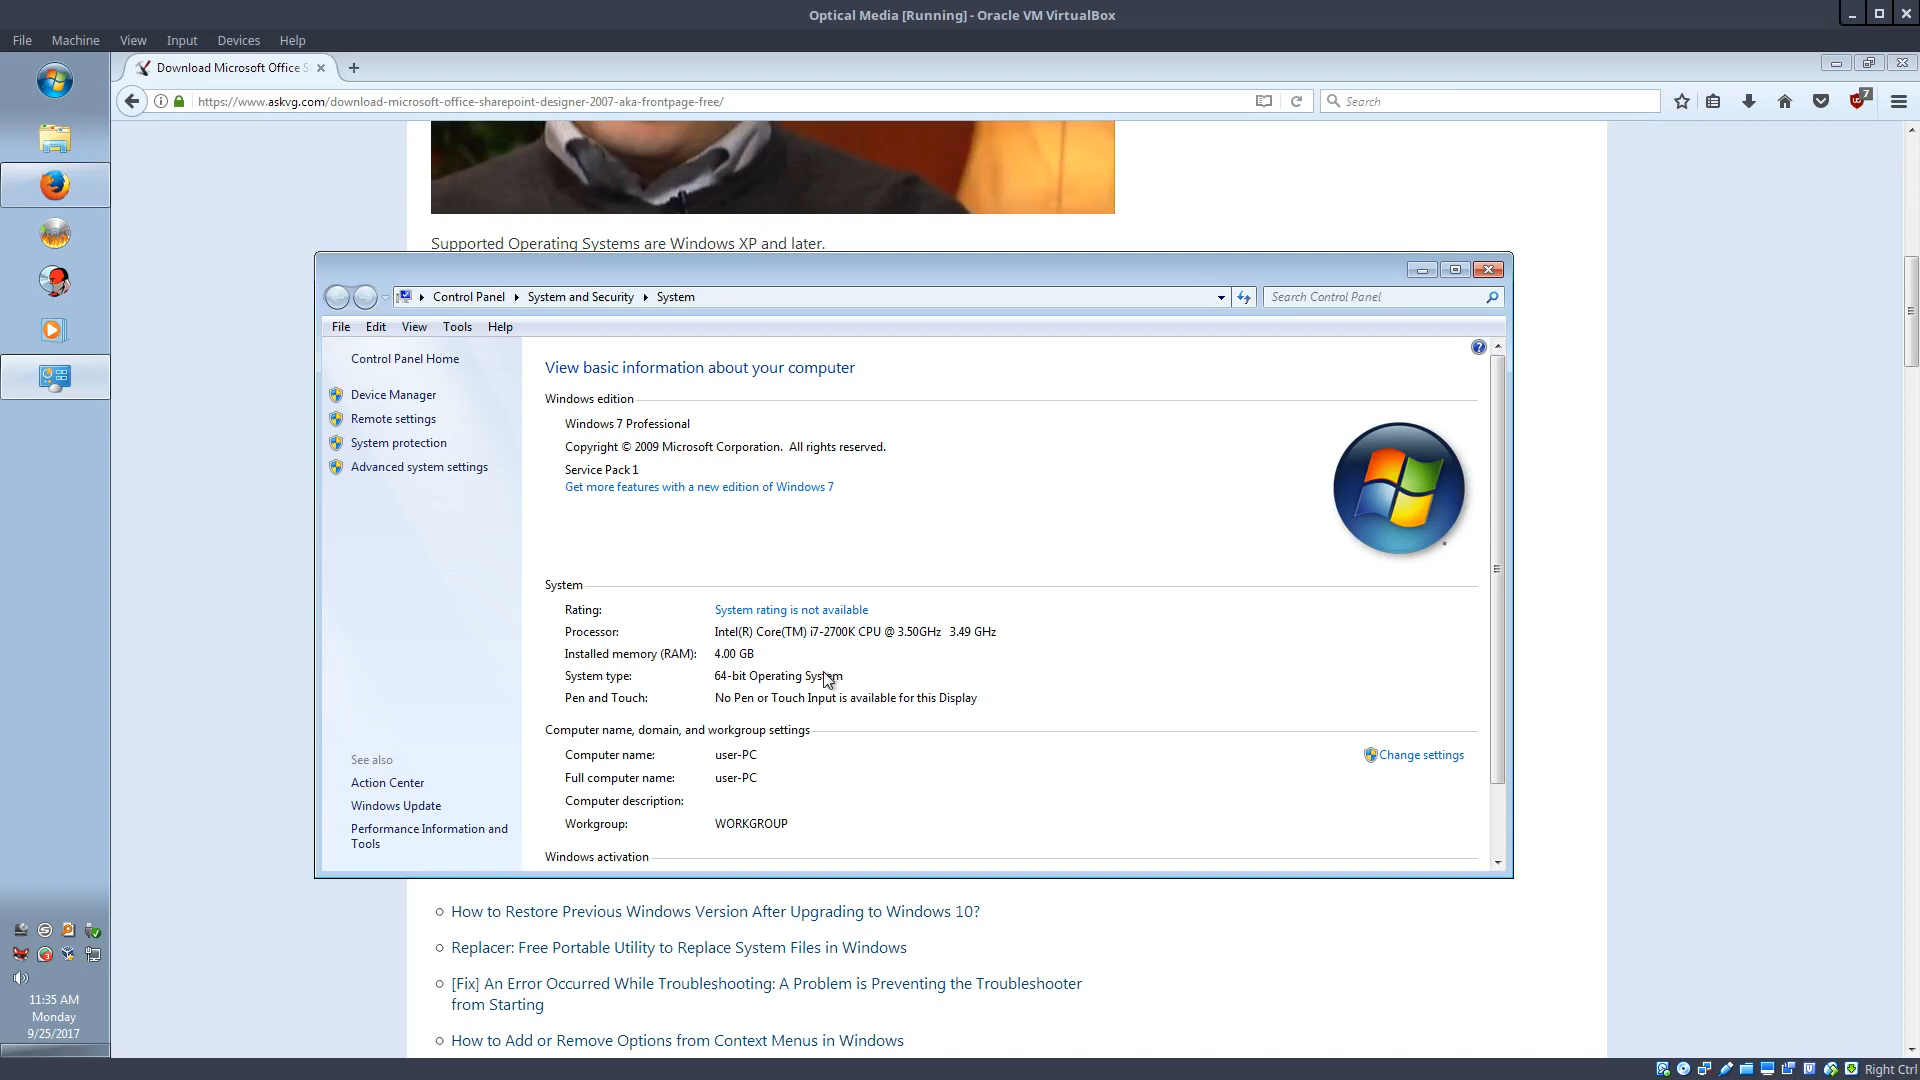 Optical Media [Running] - Oracle VM VirtualBox
File Machine View Input Devices Help
Download Microsoft Office S
https://www.askvg.com/download-microsoft-office-sharepoint-designer-2007-aka-frontpage-free/
Search
7
Supported Operating Systems are Windows XP and later.
Control Panel System and Security System
Search Control Panel
File Edit View Tools Help
Control Panel Home
Device Manager
Remote settings
System protection
Advanced system settings
See also
Action Center
Windows Update
Performance Information and
Tools
View basic information about your computer
Windows edition
Windows 7 Professional
Copyright © 2009 Microsoft Corporation. All rights reserved.
Service Pack 1
Get more features with a new edition of Windows 7
System
Rating: System rating is not available
Processor: Intel(R) Core(TM) i7-2700K CPU @ 3.50GHz 3.49 GHz
Installed memory (RAM): 4.00 GB
System type: 64-bit Operating System
Pen and Touch: No Pen or Touch Input is available for this Display
Computer name, domain, and workgroup settings
Computer name: user-PC
Change settings
Full computer name: user-PC
Computer description:
Workgroup: WORKGROUP
Windows activation
How to Restore Previous Windows Version After Upgrading to Windows 10?
Replacer: Free Portable Utility to Replace System Files in Windows
[Fix] An Error Occurred While Troubleshooting: A Problem is Preventing the Troubleshooter
from Starting
How to Add or Remove Options from Context Menus in Windows
11:35 AM
Monday
9/25/2017
Right Ctrl